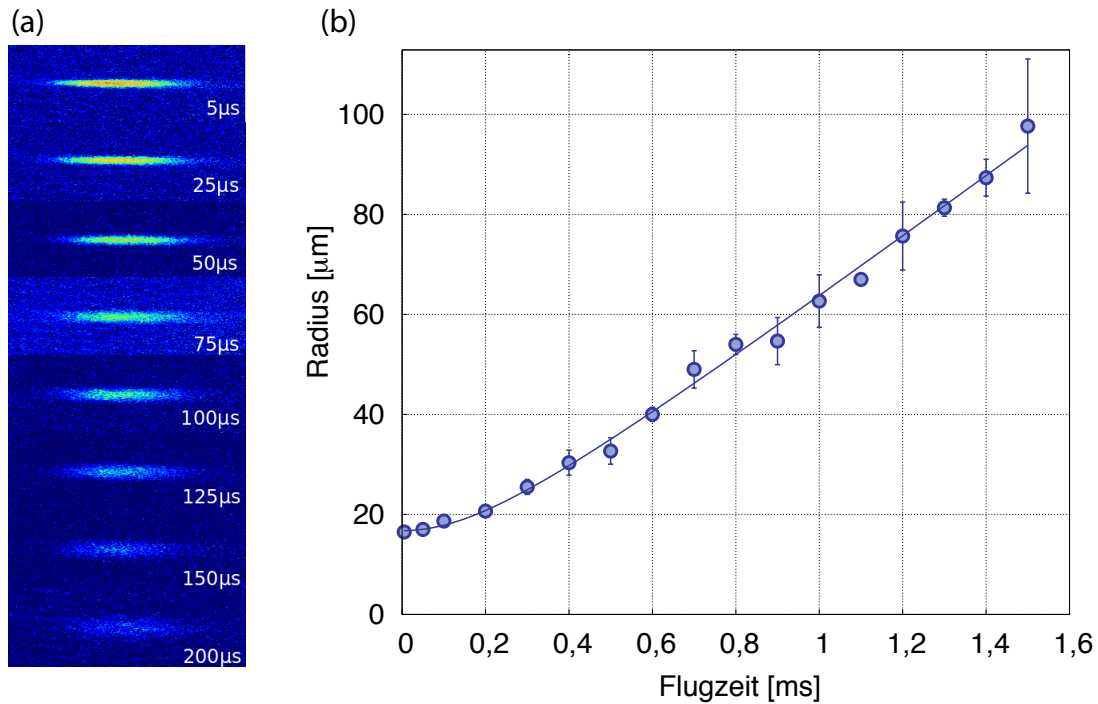 (a)
5µs
25µs
50µs
75µs
100µs
125µs
150µs
200µs
(b)
Radius [µm]
100
80
60
40
20
0
0 0,2 0,4 0,6 0,8 1 1,2 1,4 1,6
Flugzeit [ms]